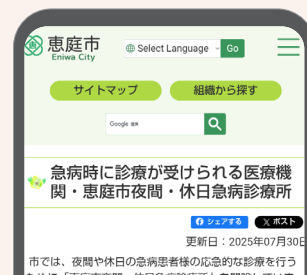 恵庭市
Eniwa City
Select Language
Go
サイトマップ
組織から探す
Google
急病時に診療が受けられる医療機
関・恵庭市夜間・休日急病診療所
シェアする
ポスト
更新日：2025年07月30日
市では、夜間や休日の急病患者様の応急的な診療を行う